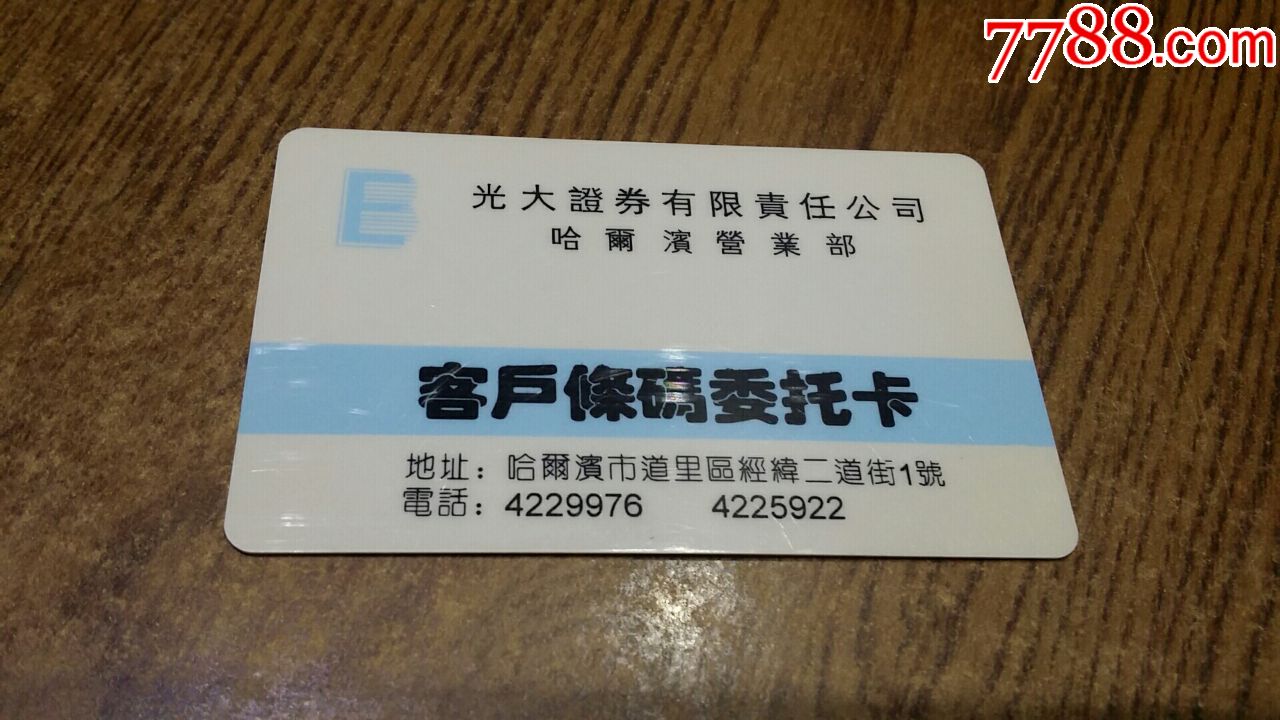 7788.com
光大證券有限責任公司
哈爾濱營業部
客戶條碼委托卡
地址：哈爾濱市道里區經緯二道街1號
電話：4229976 4225922